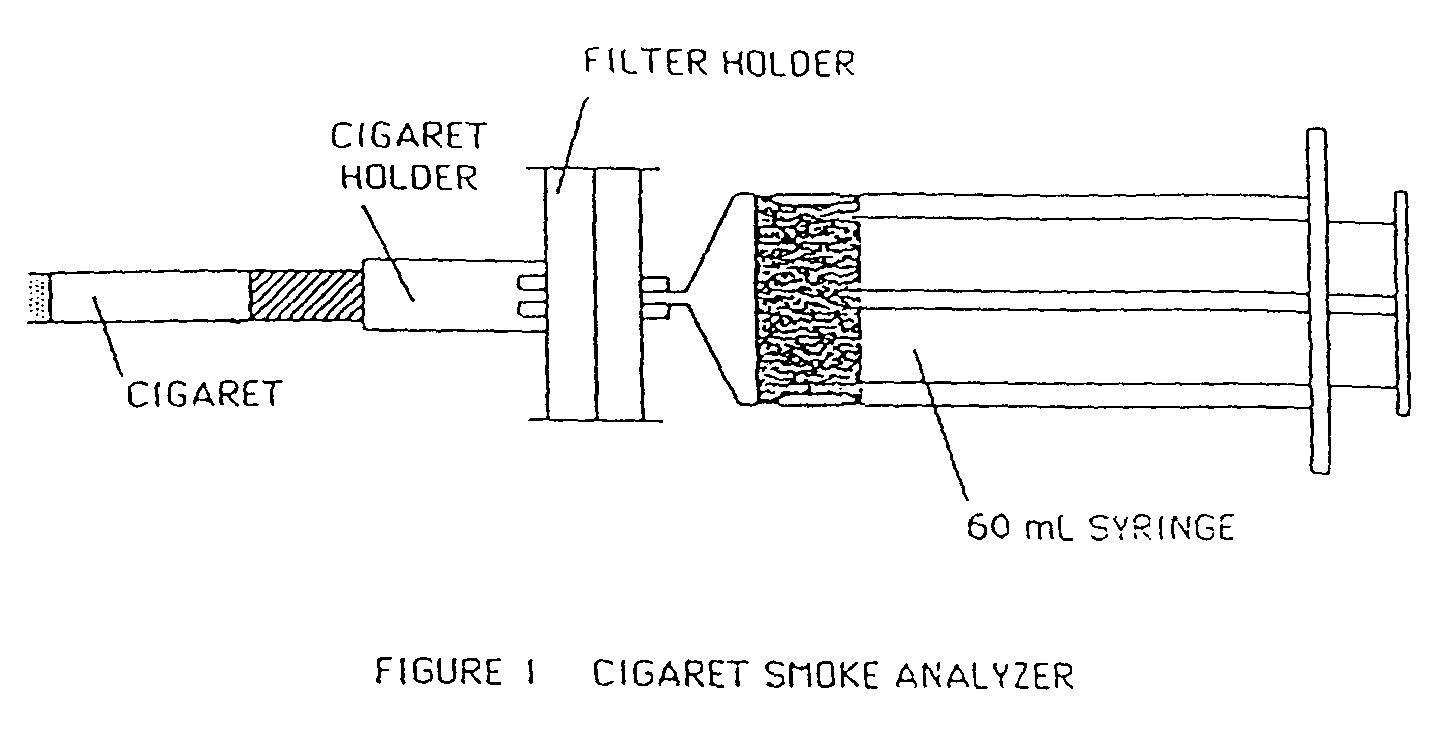 FILTER HOLDER
CIGARET
HOLDER
CIGARET
60 mL SYRINGE
FIGURE 1 CIGARET SMOKE ANALYZER